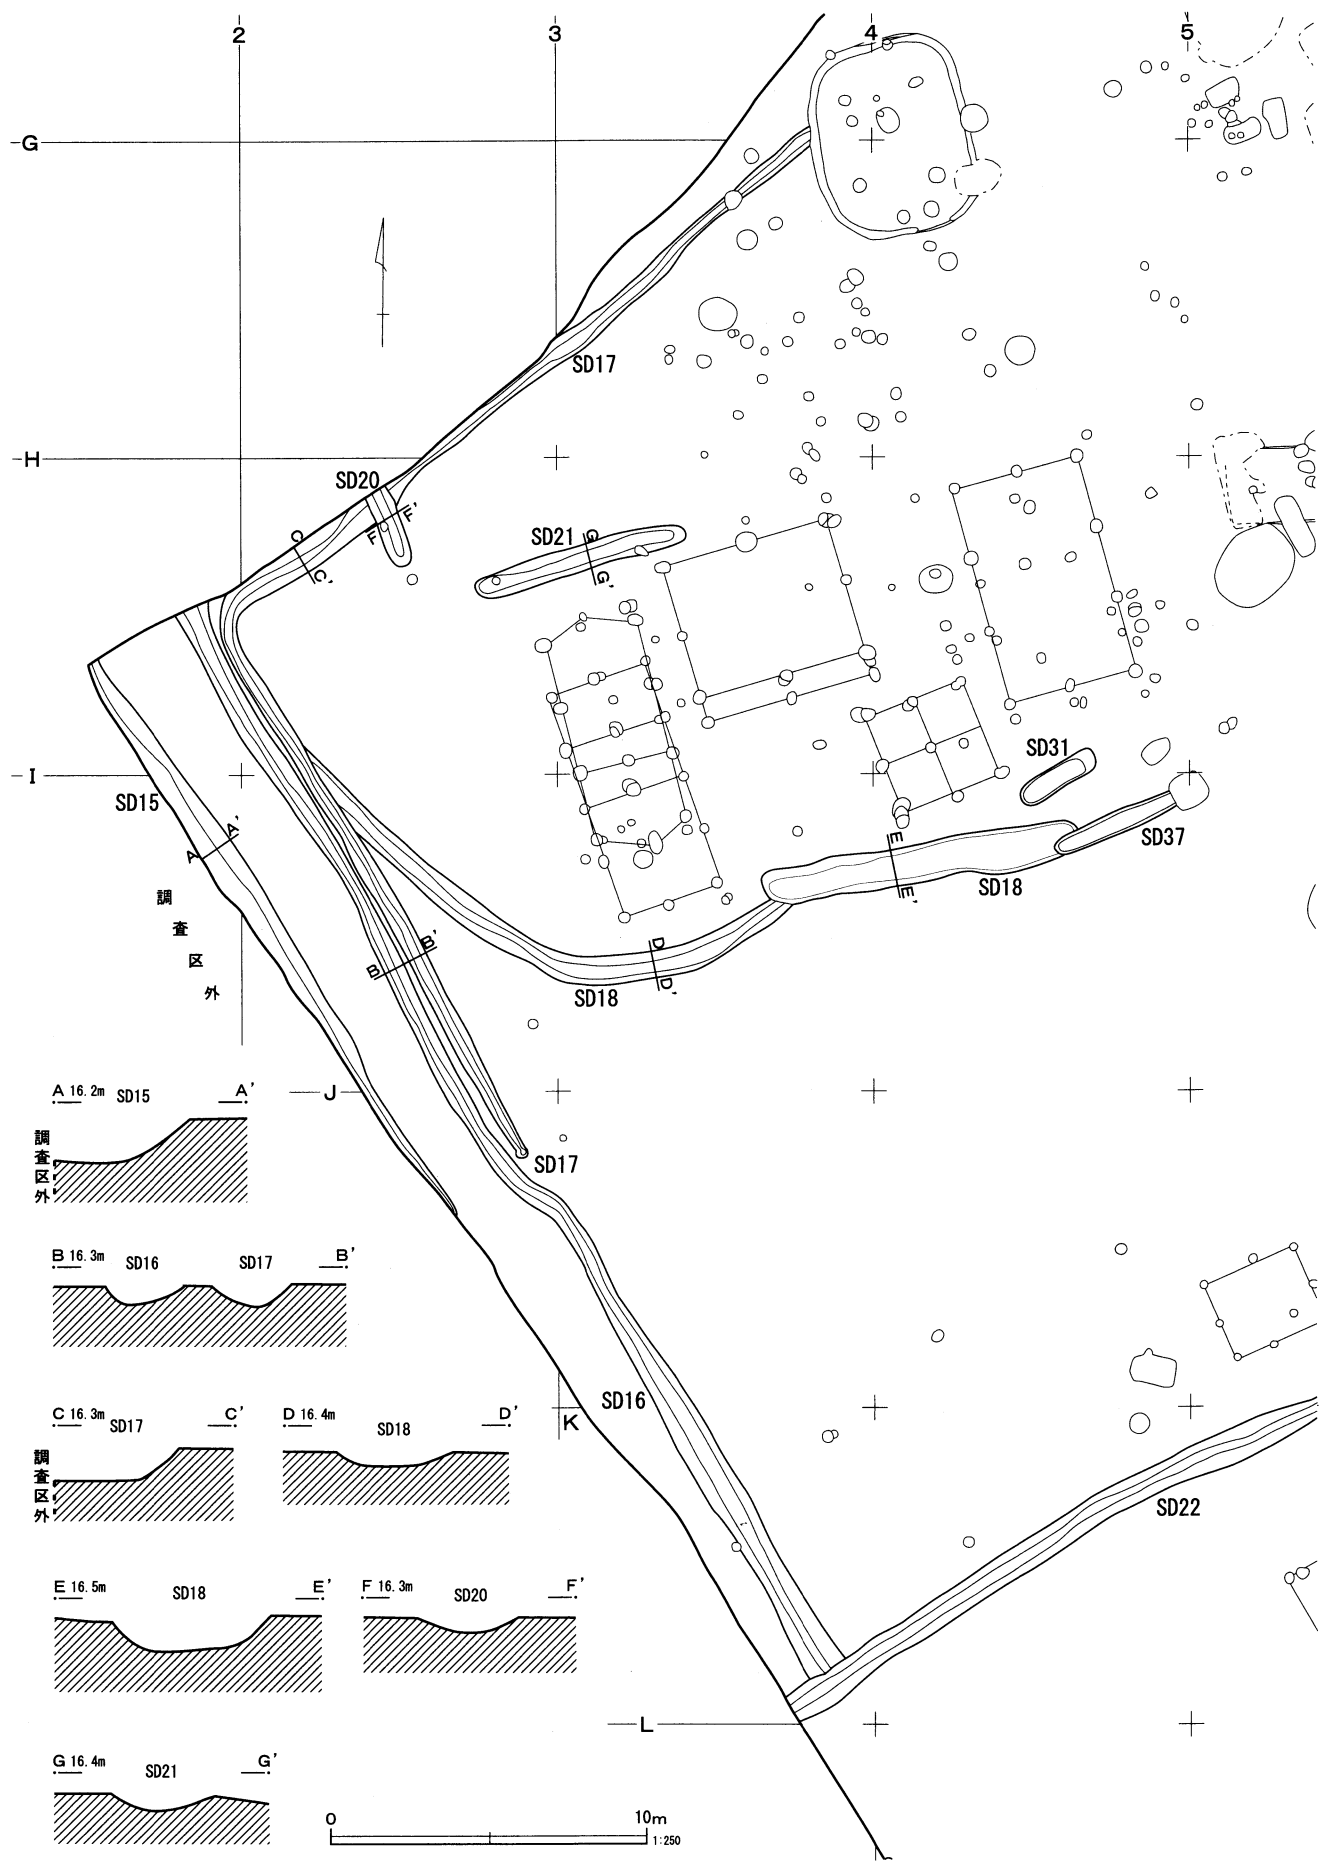 2
3
4
5
G
SD17
H
SD20
F
F'
C
C'
SD21
G
G'
I
SD31
SD15
A
A'
SD37
E
E'
SD18
調査区外
B
B'
D
D'
SD18
J
A 16.2m SD15 A'
調査区外
SD17
B 16.3m SD16 SD17 B'
C 16.3m SD17 C'
調査区外
D 16.4m SD18 D'
SD16
K
SD22
E 16.5m SD18 E'
F 16.3m SD20 F'
L
G 16.4m SD21 G'
0 10m
1:250